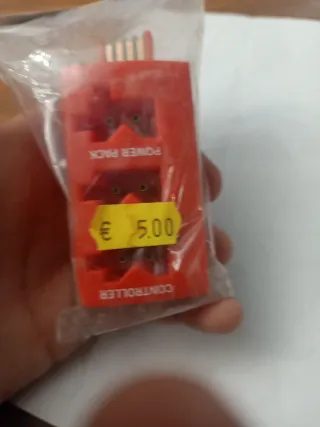 POWER PACK
€ 5.00
CONTROLLER